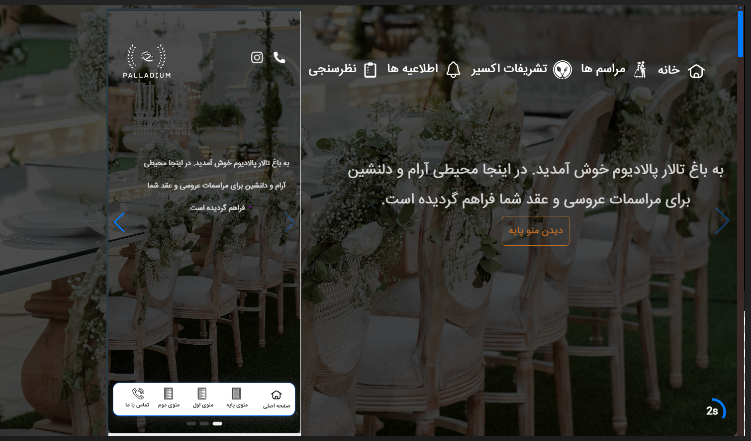 PALLADIUM
به باغ تالار پالادیوم خوش آمدید. در اینجا محیطی
آرام و دلنشین برای مراسمات عروسی و عقد شما
فراهم گردیده است.
صفحه اصلی
منوی پایه
منوی اول
منوی دوم
تماس با ما
خانه
مراسم ها
تشریفات اکسیر
اطلاعیه ها
نظرسنجی
به باغ تالار پالادیوم خوش آمدید. در اینجا محیطی آرام و دلنشین
برای مراسمات عروسی و عقد شما فراهم گردیده است.
دیدن منو پایه
2s